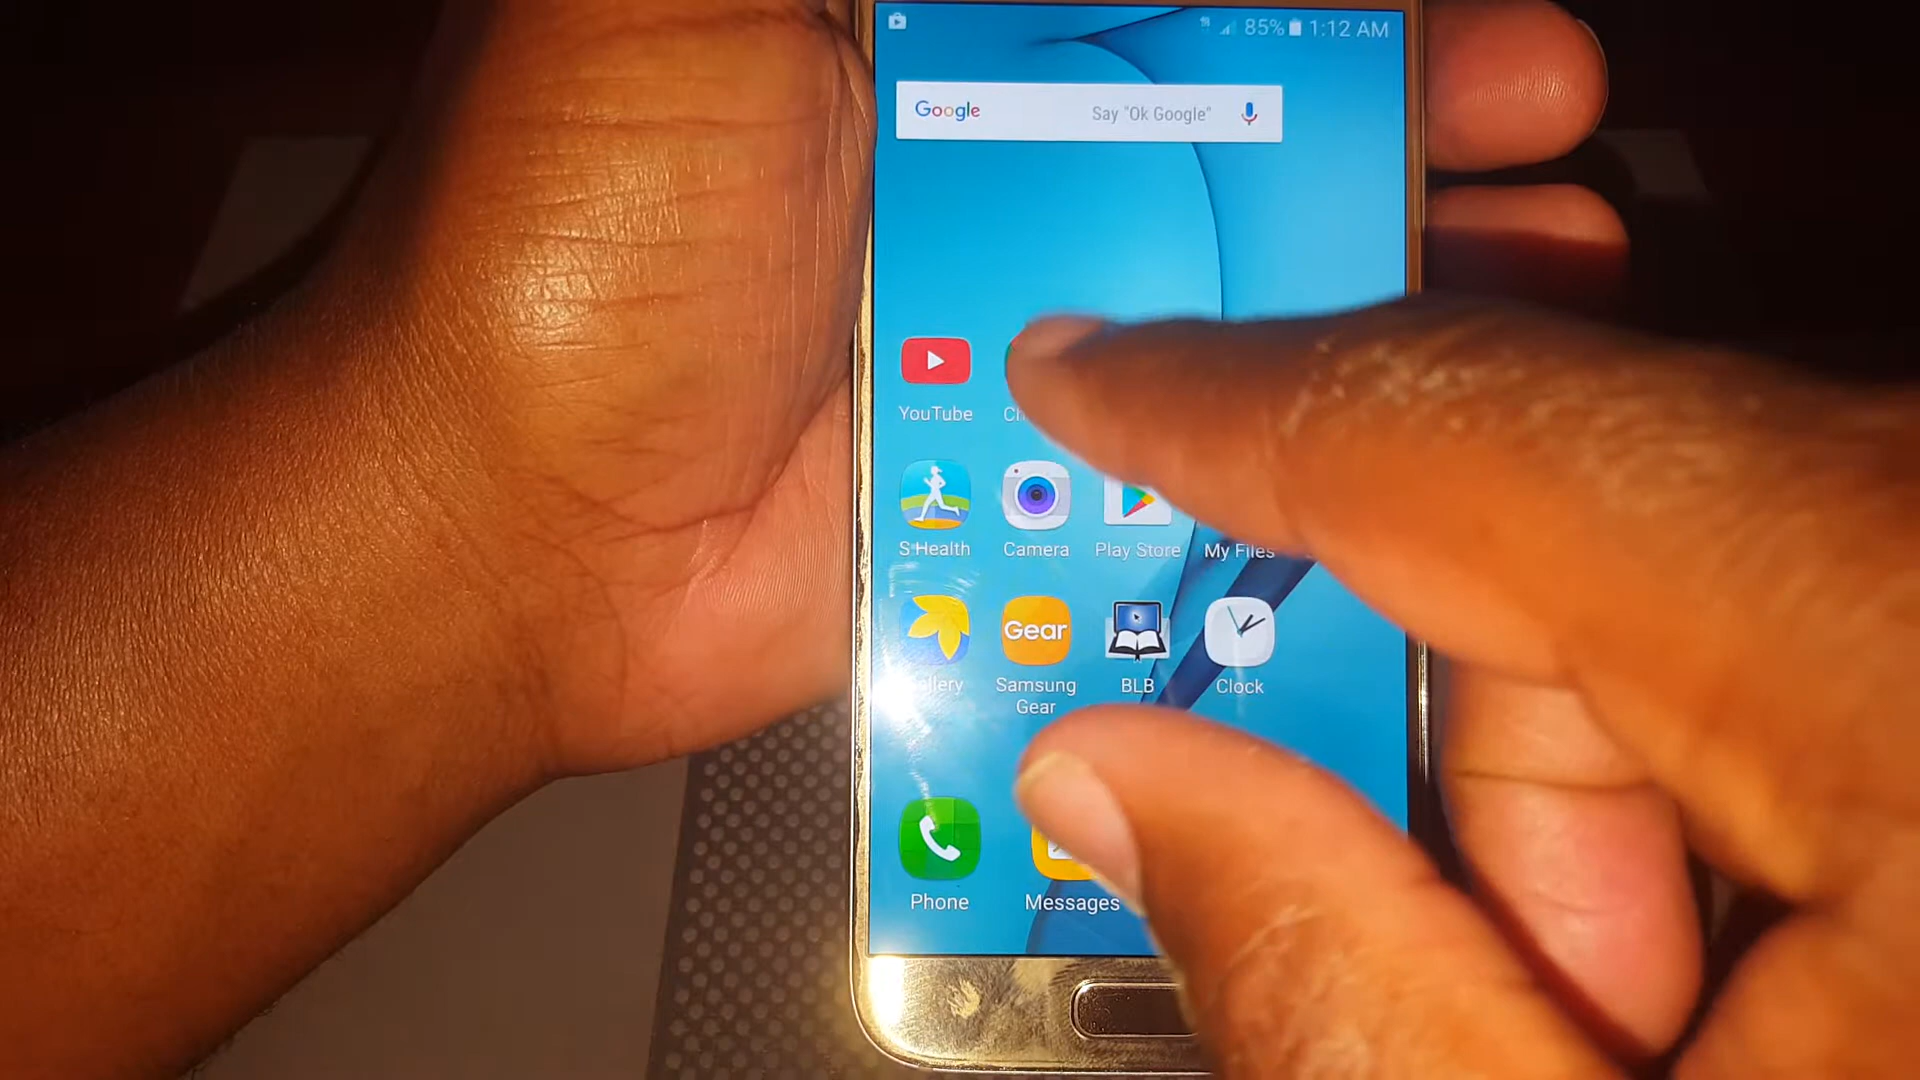 85% 1:12 AM
Google Say "Ok Google"
YouTube
S Health Camera Play Store My Files
Gear
Samsung Gear BLB Clock
Phone Messages